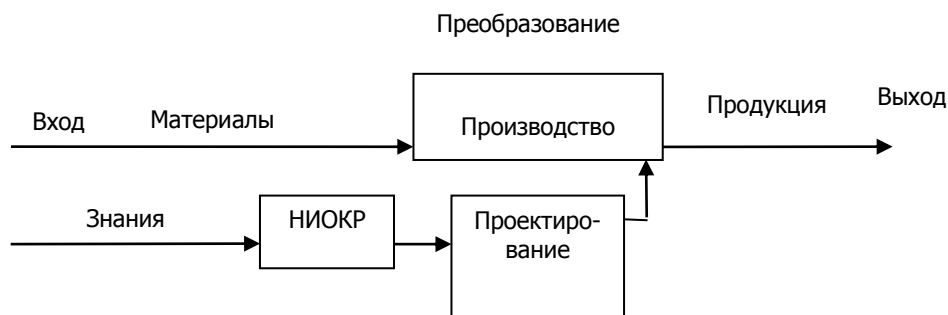 Преобразование
Вход
Материалы
Производство
Продукция
Выход
Знания
НИОКР
Проектиро-
вание